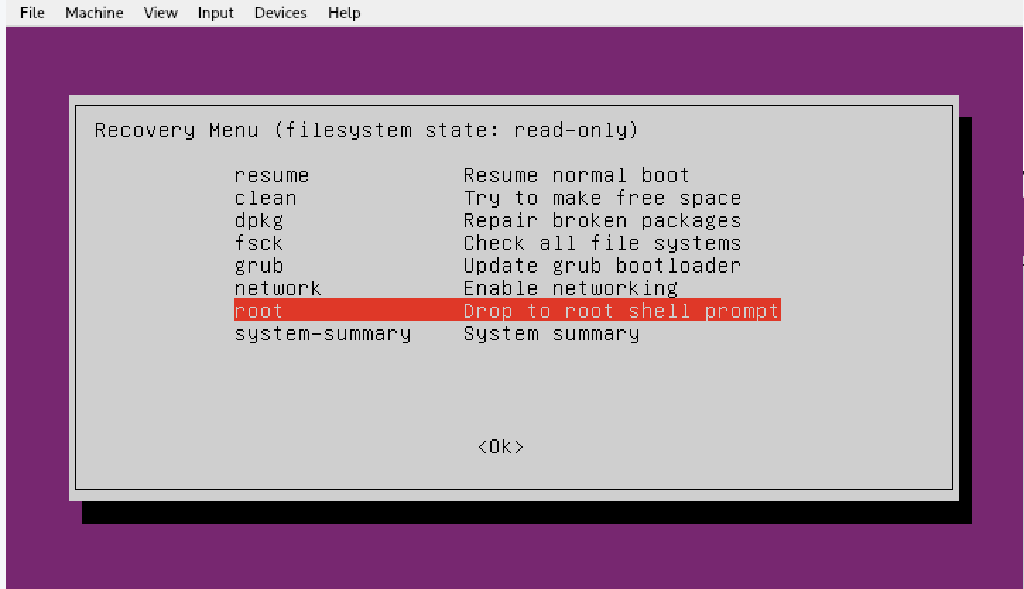 File Machine View Input Devices Help
Recovery Menu (filesystem state: read-only)
resume Resume normal boot
clean Try to make free space
dpkg Repair broken packages
fsck Check all file systems
grub Update grub bootloader
network Enable networking
root Drop to root shell prompt
system-summary System summary
<Ok>